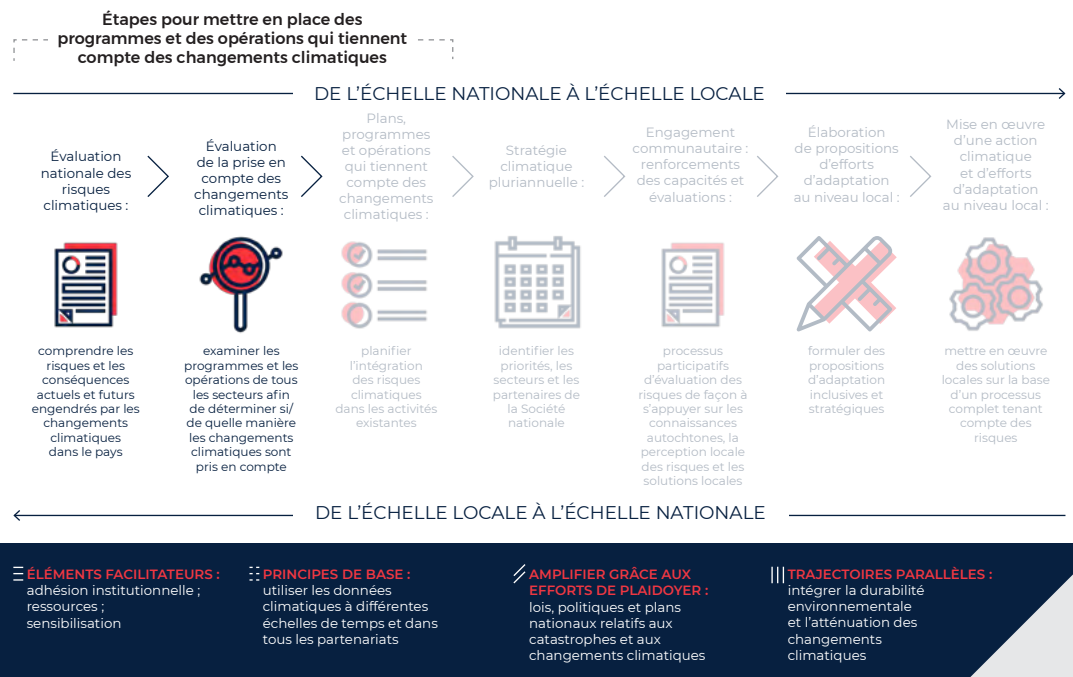 Étapes pour mettre en place des
programmes et des opérations qui tiennent
compte des changements climatiques
DE L’ÉCHELLE NATIONALE À L’ÉCHELLE LOCALE
Évaluation
nationale des
risques
climatiques :
comprendre les
risques et les
conséquences
actuels et futurs
engendrés par les
changements
climatiques
dans le pays
Évaluation
de la prise en
compte des
changements
climatiques :
examiner les
programmes et les
opérations de tous
les secteurs afin
de déterminer si/
de quelle manière
les changements
climatiques sont
pris en compte
Plans,
programmes
et opérations
qui tiennent
compte des
changements
climatiques :
planifier
l’intégration
des risques
climatiques
dans les activités
existantes
Stratégie
climatique
pluriannuelle :
identifier les
priorités, les
secteurs et les
partenaires de
la Société
nationale
Engagement
communautaire :
renforcements
des capacités et
évaluations :
processus
participatifs
d’évaluation des
risques de façon à
s’appuyer sur les
connaissances
autochtones, la
perception locale
des risques et les
solutions locales
Élaboration
de propositions
d’efforts
d’adaptation
au niveau local :
formuler des
propositions
d’adaptation
inclusives et
stratégiques
Mise en œuvre
d’une action
climatique
et d’efforts
d’adaptation
au niveau local :
mettre en œuvre
des solutions
locales sur la base
d’un processus
complet tenant
compte des
risques
DE L’ÉCHELLE LOCALE À L’ÉCHELLE NATIONALE
ÉLÉMENTS FACILITATEURS :
adhésion institutionnelle ;
ressources ;
sensibilisation
PRINCIPES DE BASE :
utiliser les données
climatiques à différentes
échelles de temps et dans
tous les partenariats
AMPLIFIER GRÂCE AUX
EFFORTS DE PLAIDOYER :
lois, politiques et plans
nationaux relatifs aux
catastrophes et aux
changements climatiques
TRAJECTOIRES PARALLÈLES :
intégrer la durabilité
environnementale
et l’atténuation des
changements
climatiques